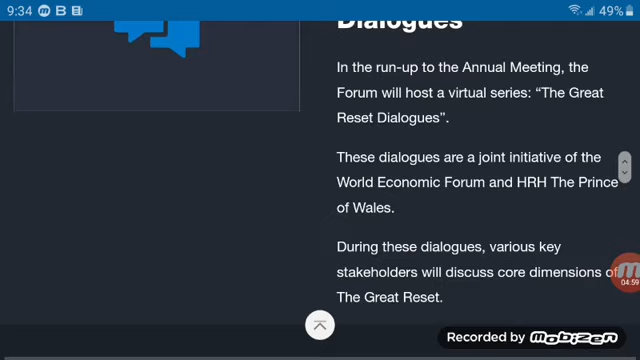 9:34
49%
Dialogues
In the run-up to the Annual Meeting, the
Forum will host a virtual series: “The Great
Reset Dialogues”.
These dialogues are a joint initiative of the
World Economic Forum and HRH The Prince
of Wales.
During these dialogues, various key
stakeholders will discuss core dimensions of
The Great Reset.
04:59
Recorded by mobizen